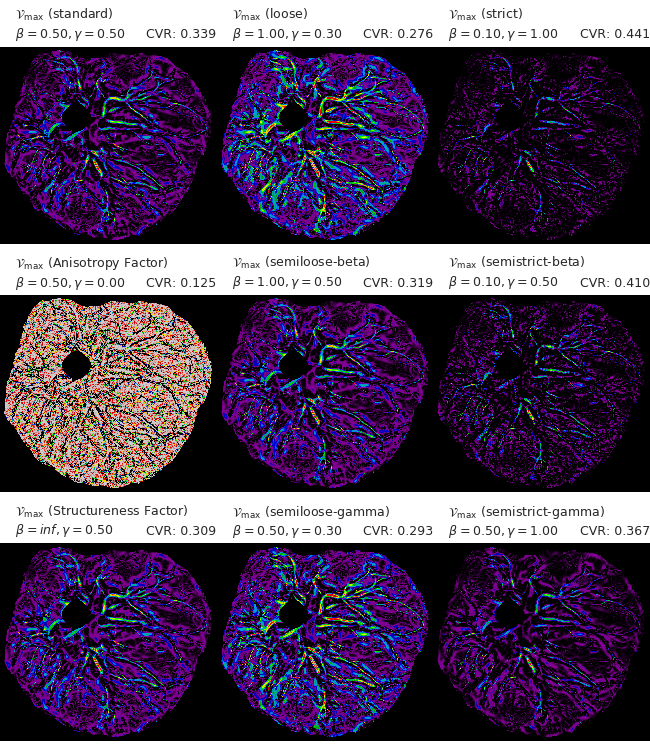 𝒱max (standard)
β = 0.50, γ = 0.50 CVR: 0.339
𝒱max (loose)
β = 1.00, γ = 0.30 CVR: 0.276
𝒱max (strict)
β = 0.10, γ = 1.00 CVR: 0.441
𝒱max (Anisotropy Factor)
β = 0.50, γ = 0.00 CVR: 0.125
𝒱max (semiloose-beta)
β = 1.00, γ = 0.50 CVR: 0.319
𝒱max (semistrict-beta)
β = 0.10, γ = 0.50 CVR: 0.410
𝒱max (Structureness Factor)
β = inf, γ = 0.50 CVR: 0.309
𝒱max (semiloose-gamma)
β = 0.50, γ = 0.30 CVR: 0.293
𝒱max (semistrict-gamma)
β = 0.50, γ = 1.00 CVR: 0.367